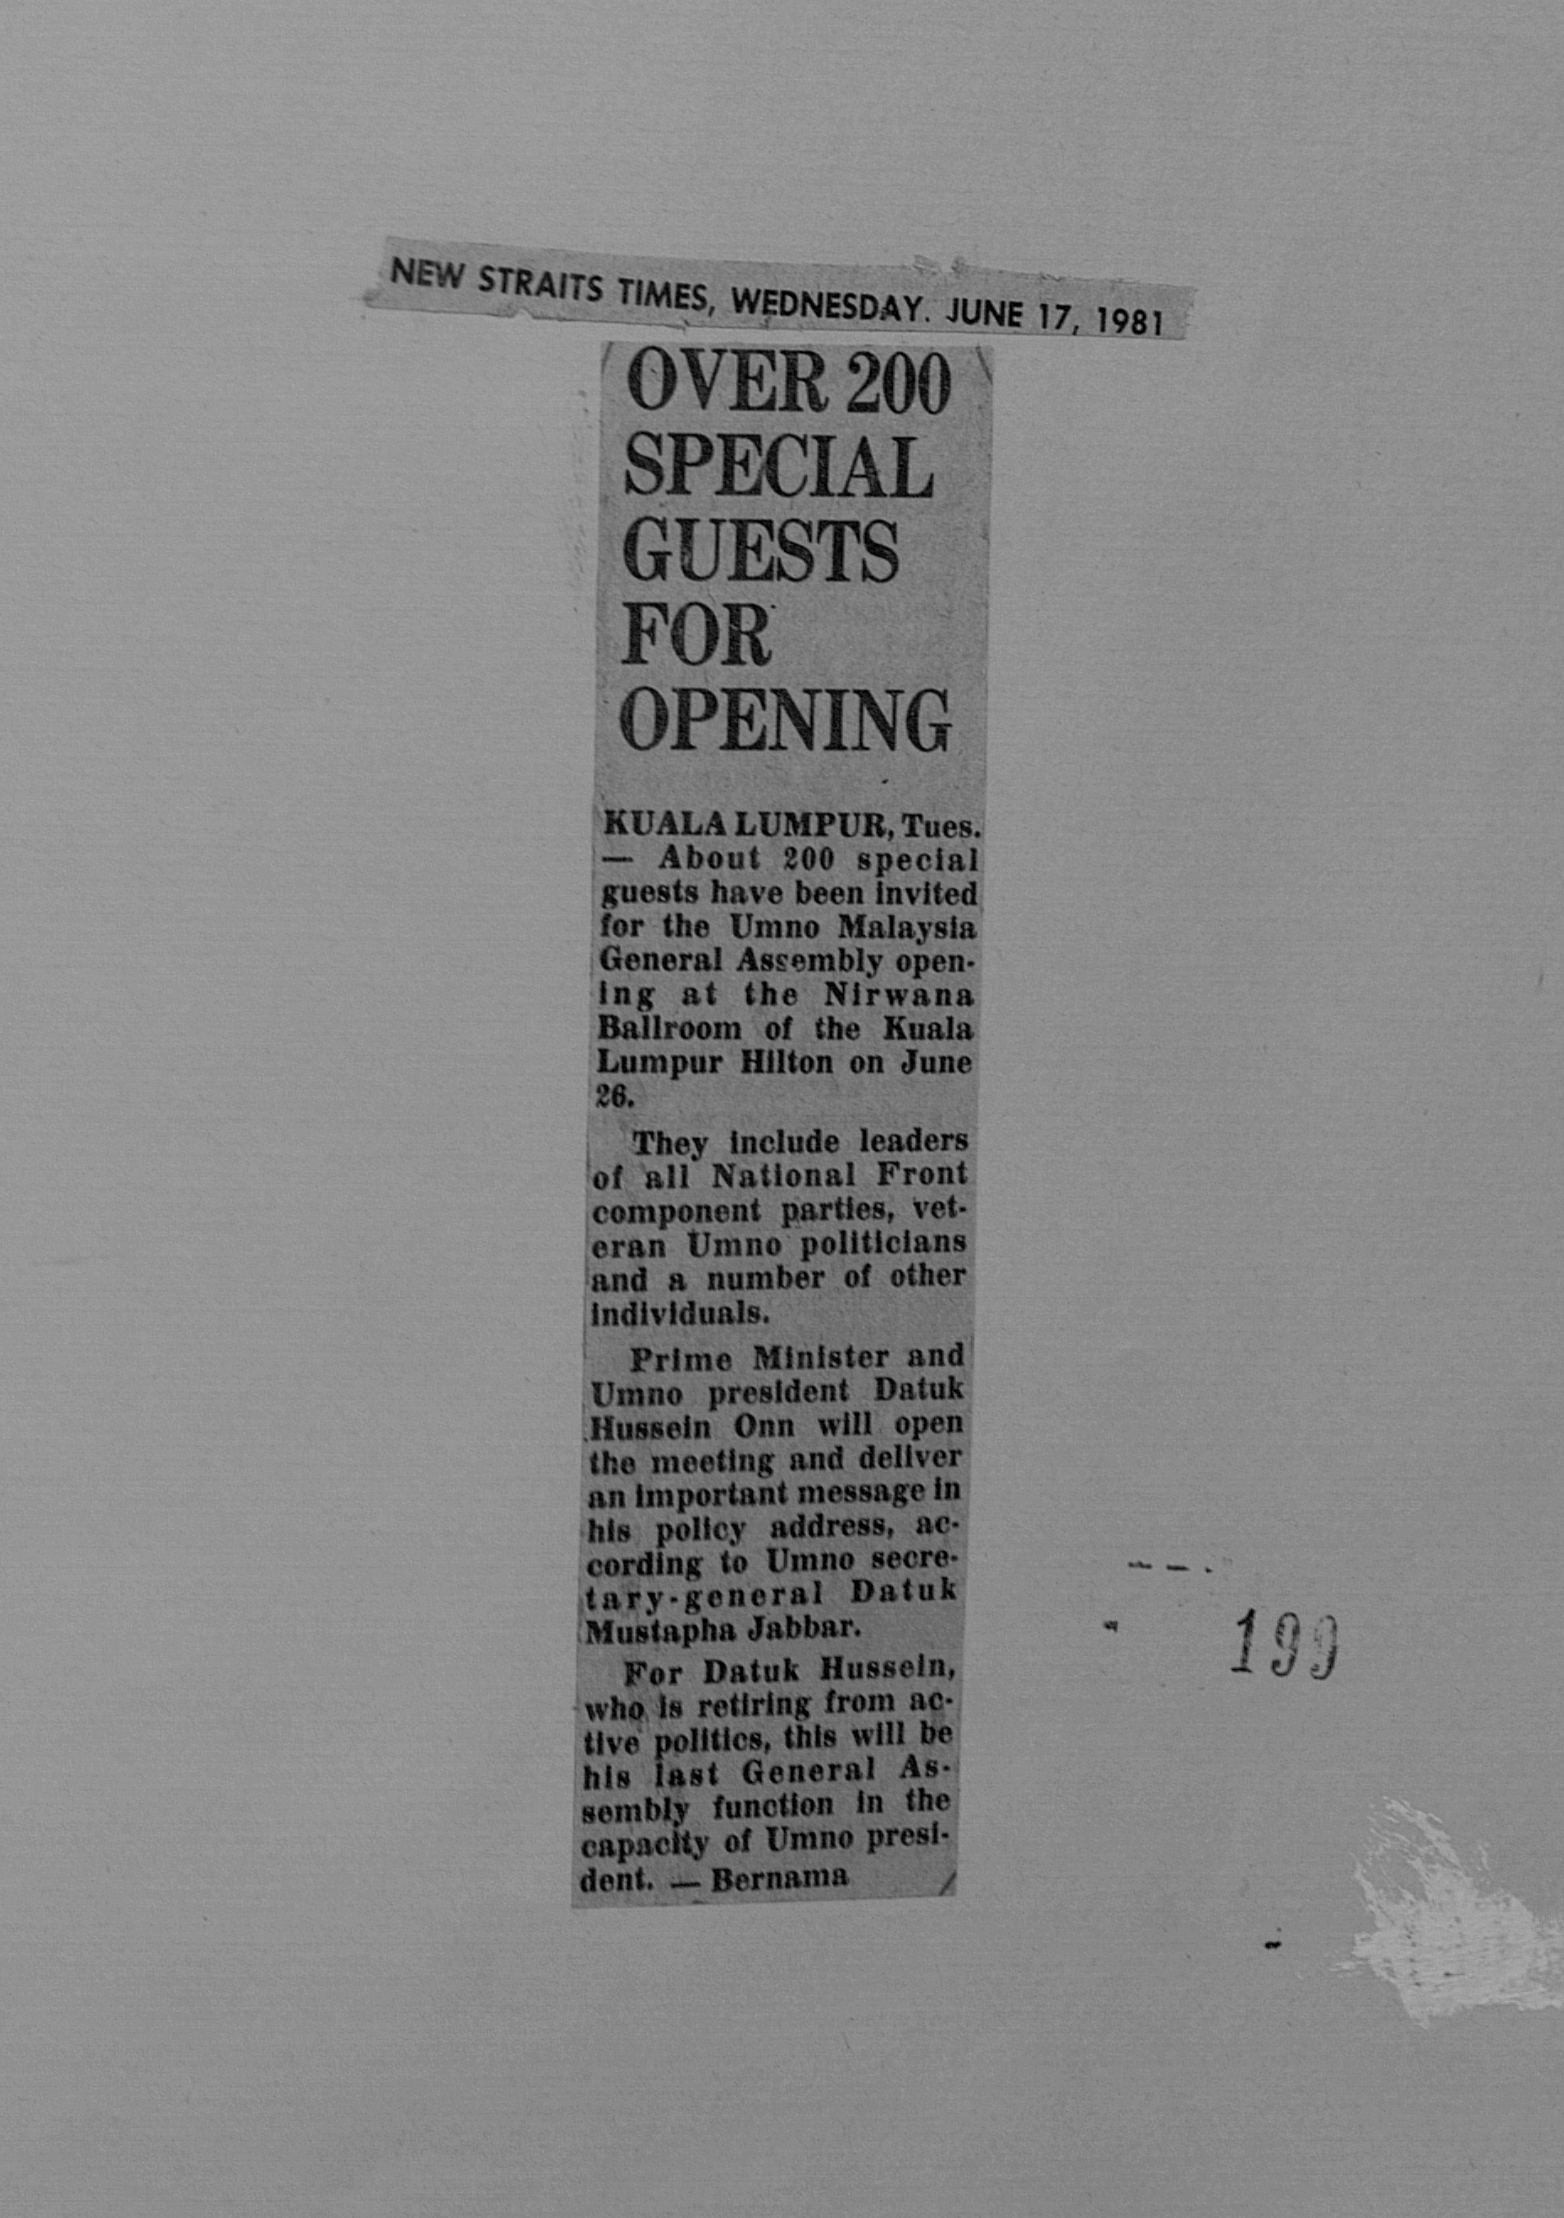 NEW STRAITS TIMES, WEDNESDAY. JUNE 17, 1981
OVER 200
SPECIAL
GUESTS
FOR
OPENING
KUALA LUMPUR, Tues.
— About 200 special
guests have been invited
for the Umno Malaysia
General Assembly open-
ing at the Nirwana
Ballroom of the Kuala
Lumpur Hilton on June
26.
They include leaders
of all National Front
component parties, vet-
eran Umno politicians
and a number of other
individuals.
Prime Minister and
Umno president Datuk
Hussein Onn will open
the meeting and deliver
an important message in
his policy address, ac-
cording to Umno secre-
tary-general Datuk
Mustapha Jabbar.
For Datuk Hussein,
who is retiring from ac-
tive politics, this will be
his last General As-
sembly function in the
capacity of Umno presi-
dent. — Bernama
199